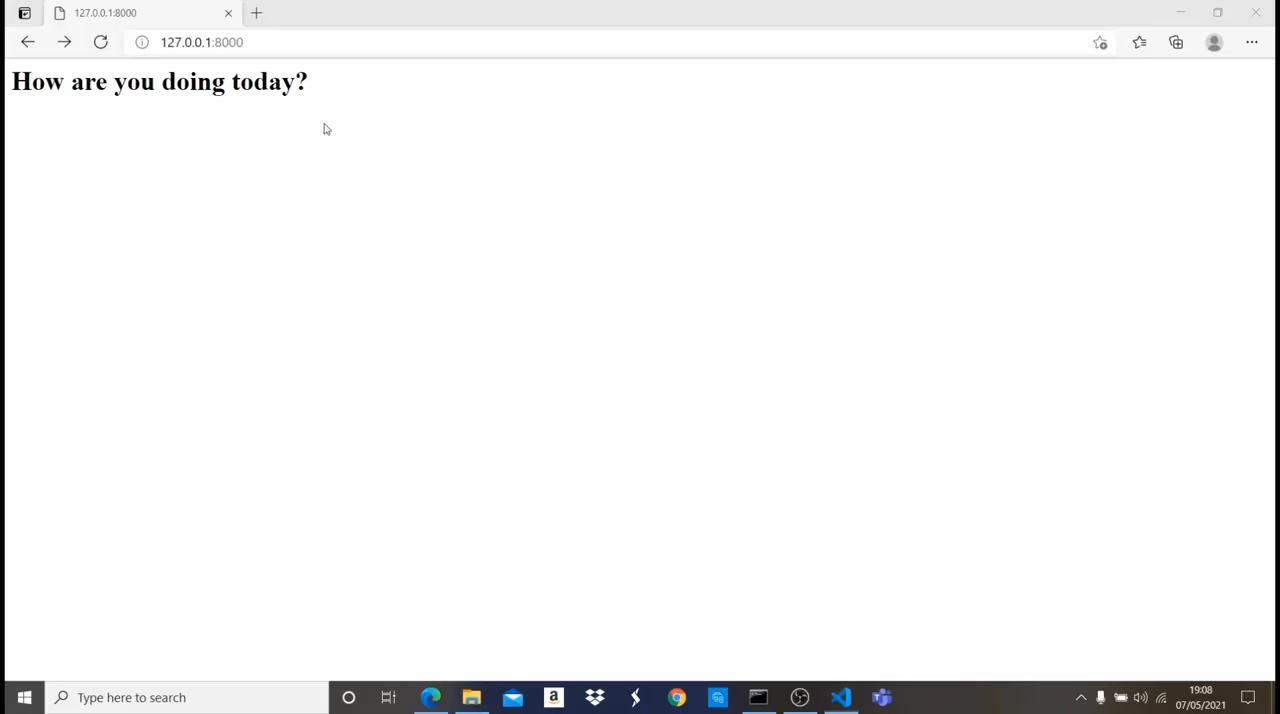 127.0.0.1:8000
127.0.0.1:8000
How are you doing today?
Type here to search
a
19:08
07/05/2021